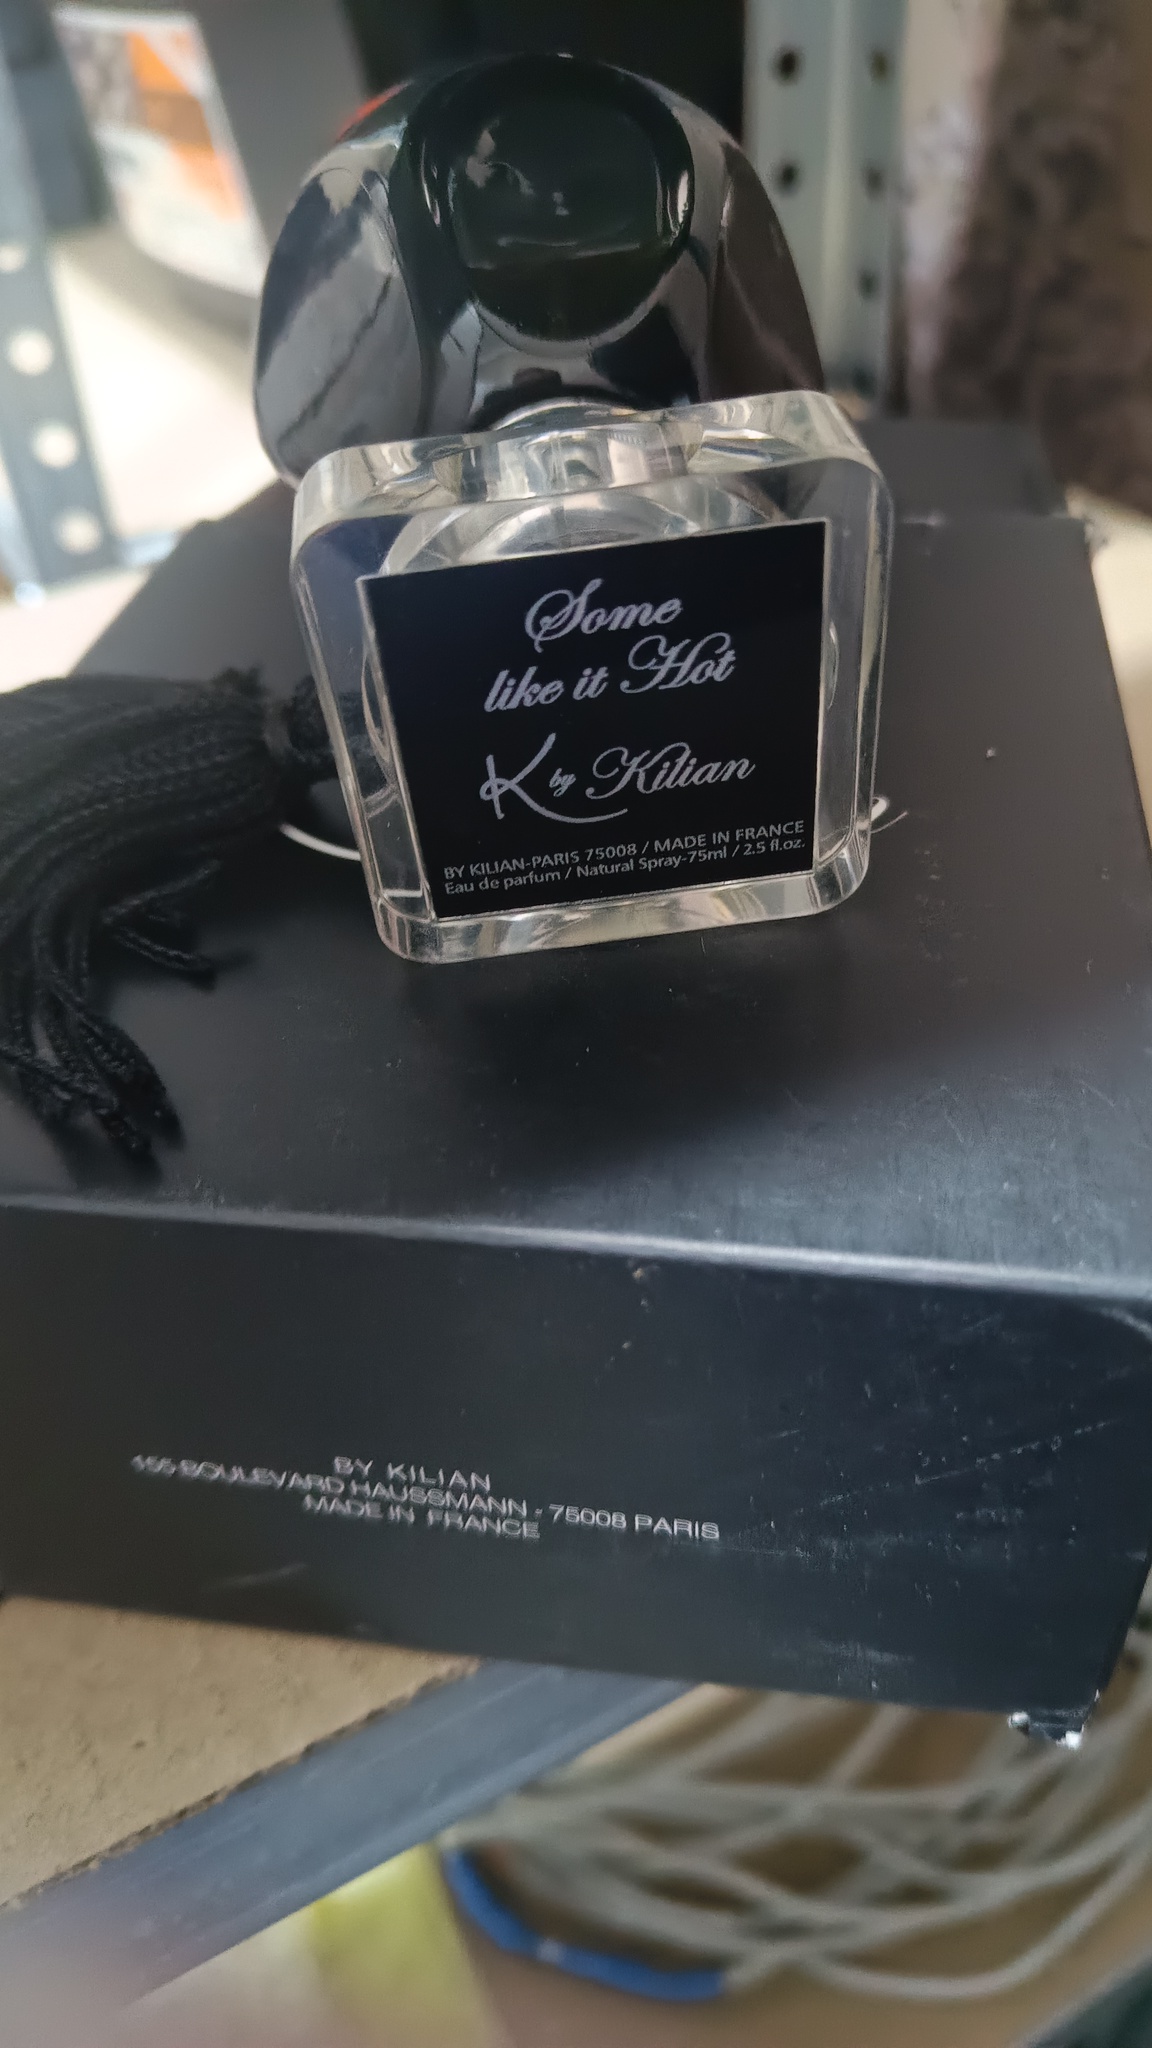 Some
like it Hot
K by Kilian
BY KILIAN-PARIS 75008 / MADE IN FRANCE
Eau de parfum / Natural Spray-75ml / 2.5 fl.oz.
BY KILIAN
BOULEVARD HAUSSMANN - 75008 PARIS
MADE IN FRANCE